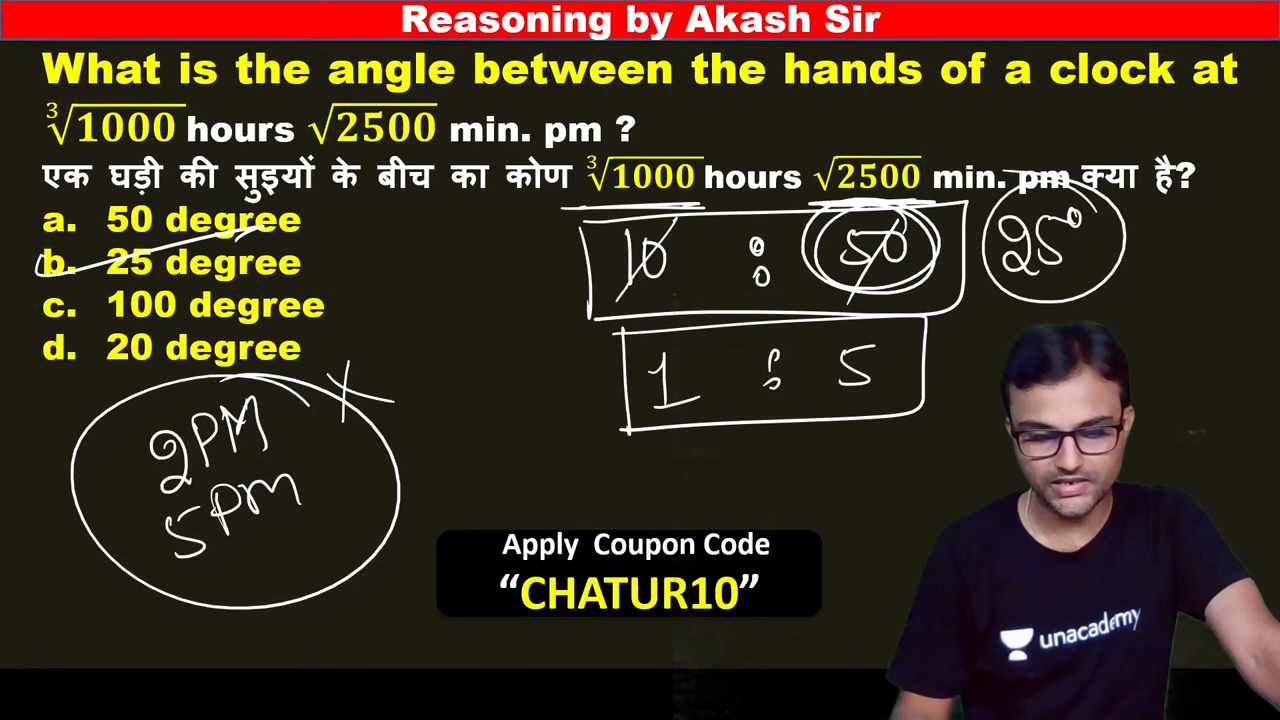 Reasoning by Akash Sir
What is the angle between the hands of a clock at
∛1000 hours √2500 min. pm ?
एक घड़ी की सुइयों के बीच का कोण ∛1000 hours √2500 min. pm क्या है?
a. 50 degree
b. 25 degree
c. 100 degree
d. 20 degree
10 : 50
25°
1 : 5
2PM
5PM
Apply Coupon Code
“CHATUR10”
unacademy